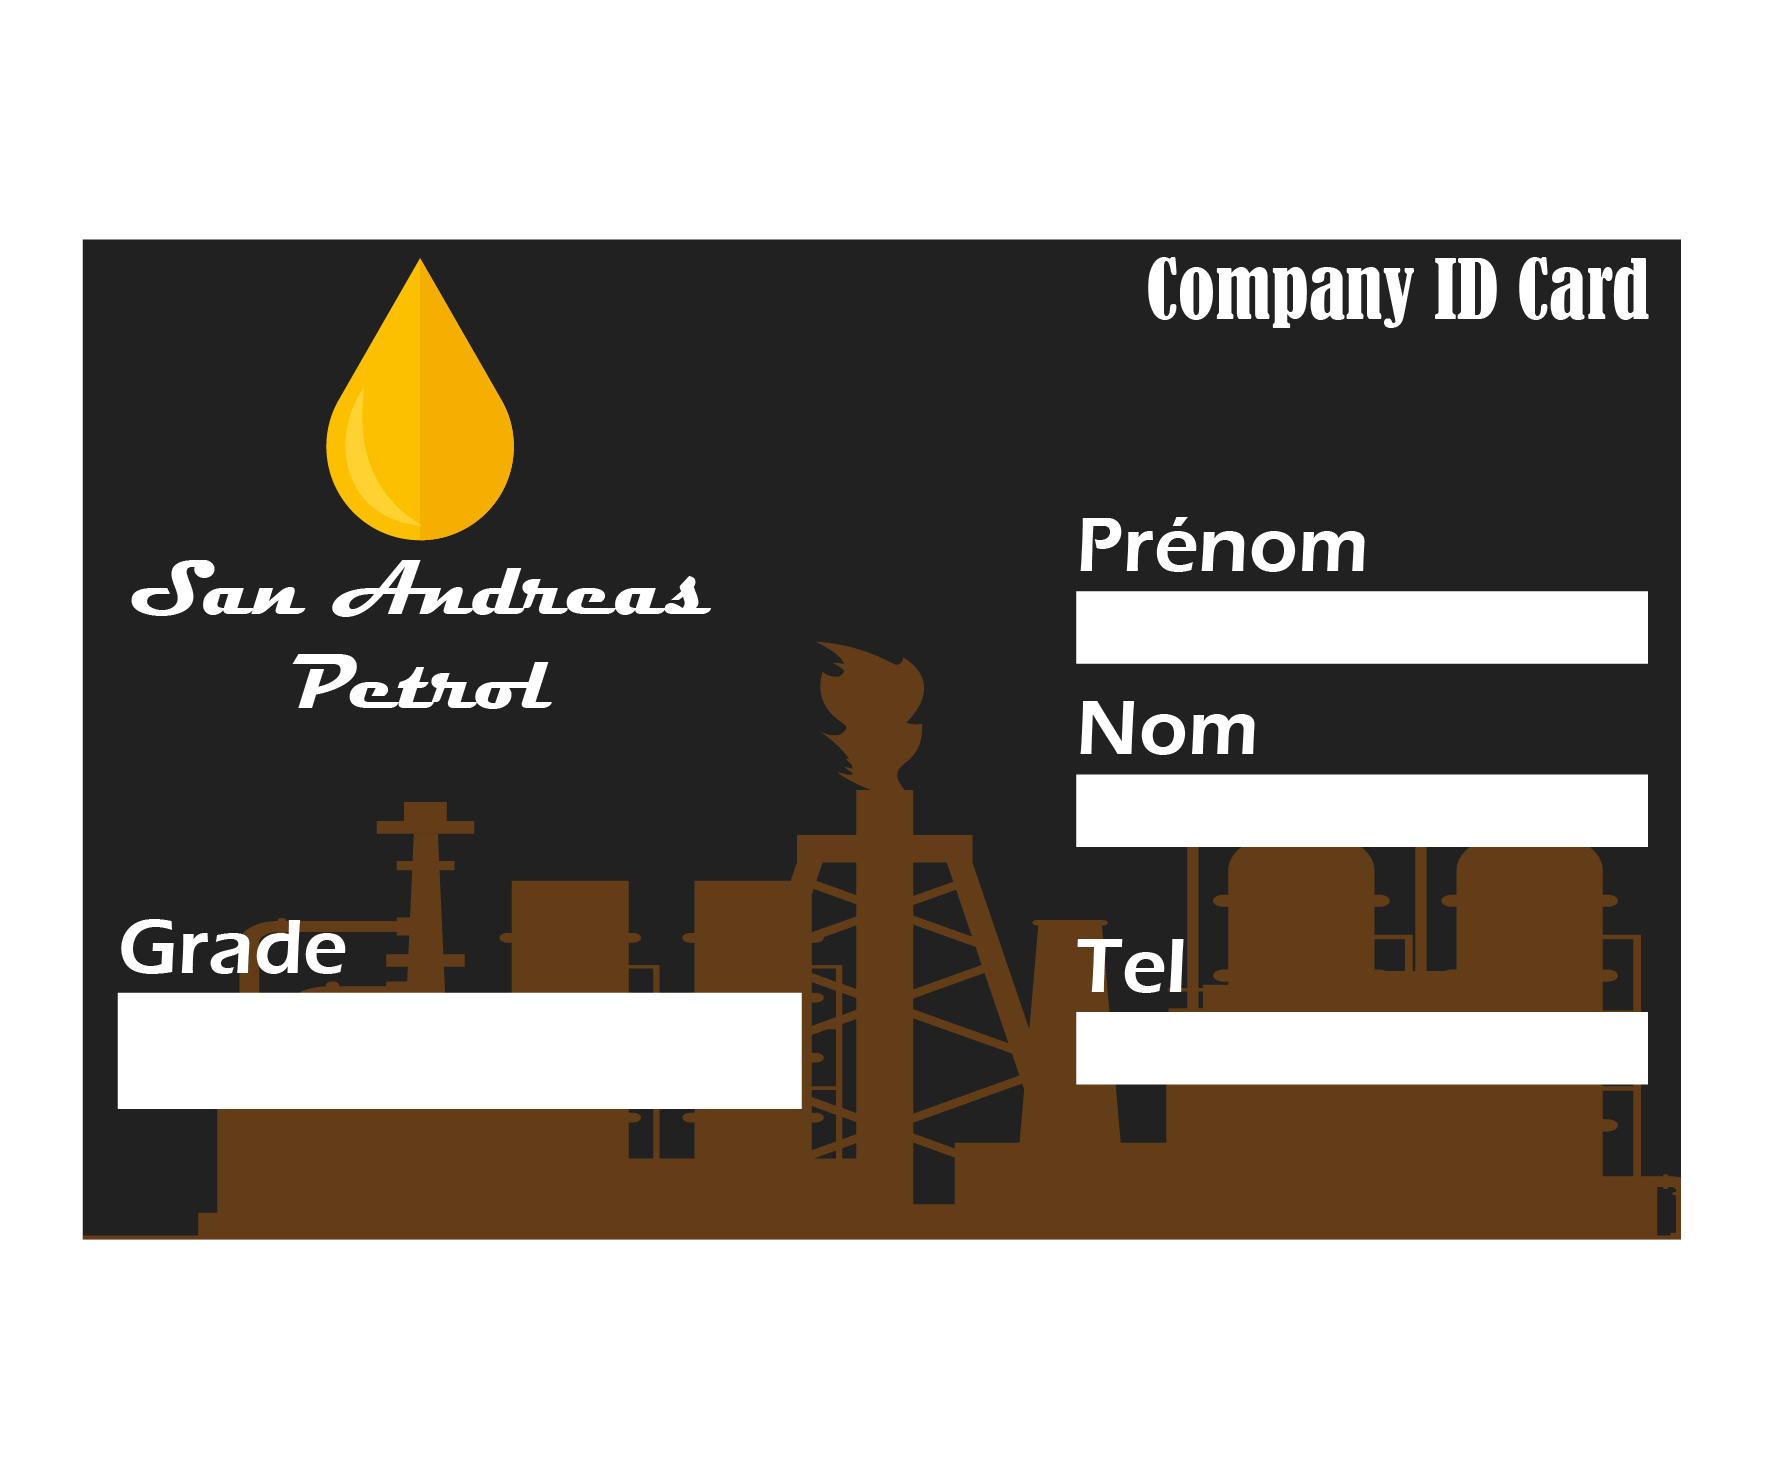 Company ID Card
San Andreas
Petrol
Prénom
Nom
Grade
Tel